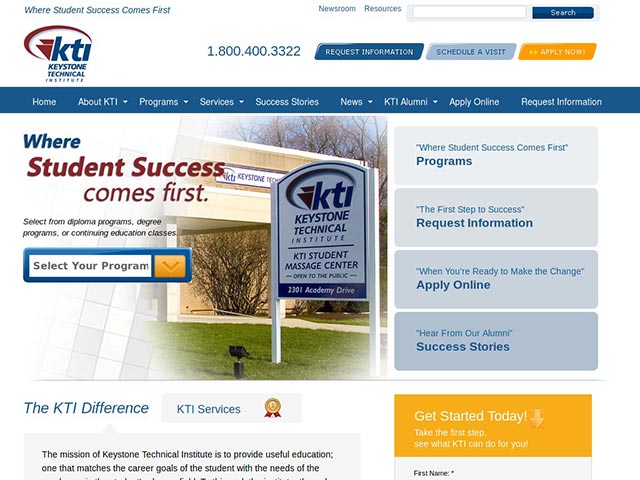 Where Student Success Comes First
Newsroom
Resources
Search
kti
KEYSTONE
TECHNICAL
INSTITUTE
1.800.400.3322
REQUEST INFORMATION
SCHEDULE A VISIT
APPLY NOW!
Home
About KTI
Programs
Services
Success Stories
News
KTI Alumni
Apply Online
Request Information
Where
Student Success
comes first.
Select from diploma programs, degree
programs, or continuing education classes.
Select Your Program
kti KEYSTONE TECHNICAL
kti
KEYSTONE
TECHNICAL
INSTITUTE
KTI STUDENT
MASSAGE CENTER
OPEN TO THE PUBLIC
2301 Academy Drive
"Where Student Success Comes First"
Programs
"The First Step to Success"
Request Information
"When You're Ready to Make the Change"
Apply Online
"Hear From Our Alumni"
Success Stories
The KTI Difference
KTI Services
The mission of Keystone Technical Institute is to provide useful education;
one that matches the career goals of the student with the needs of the
Get Started Today!
Take the first step,
see what KTI can do for you!
First Name: *